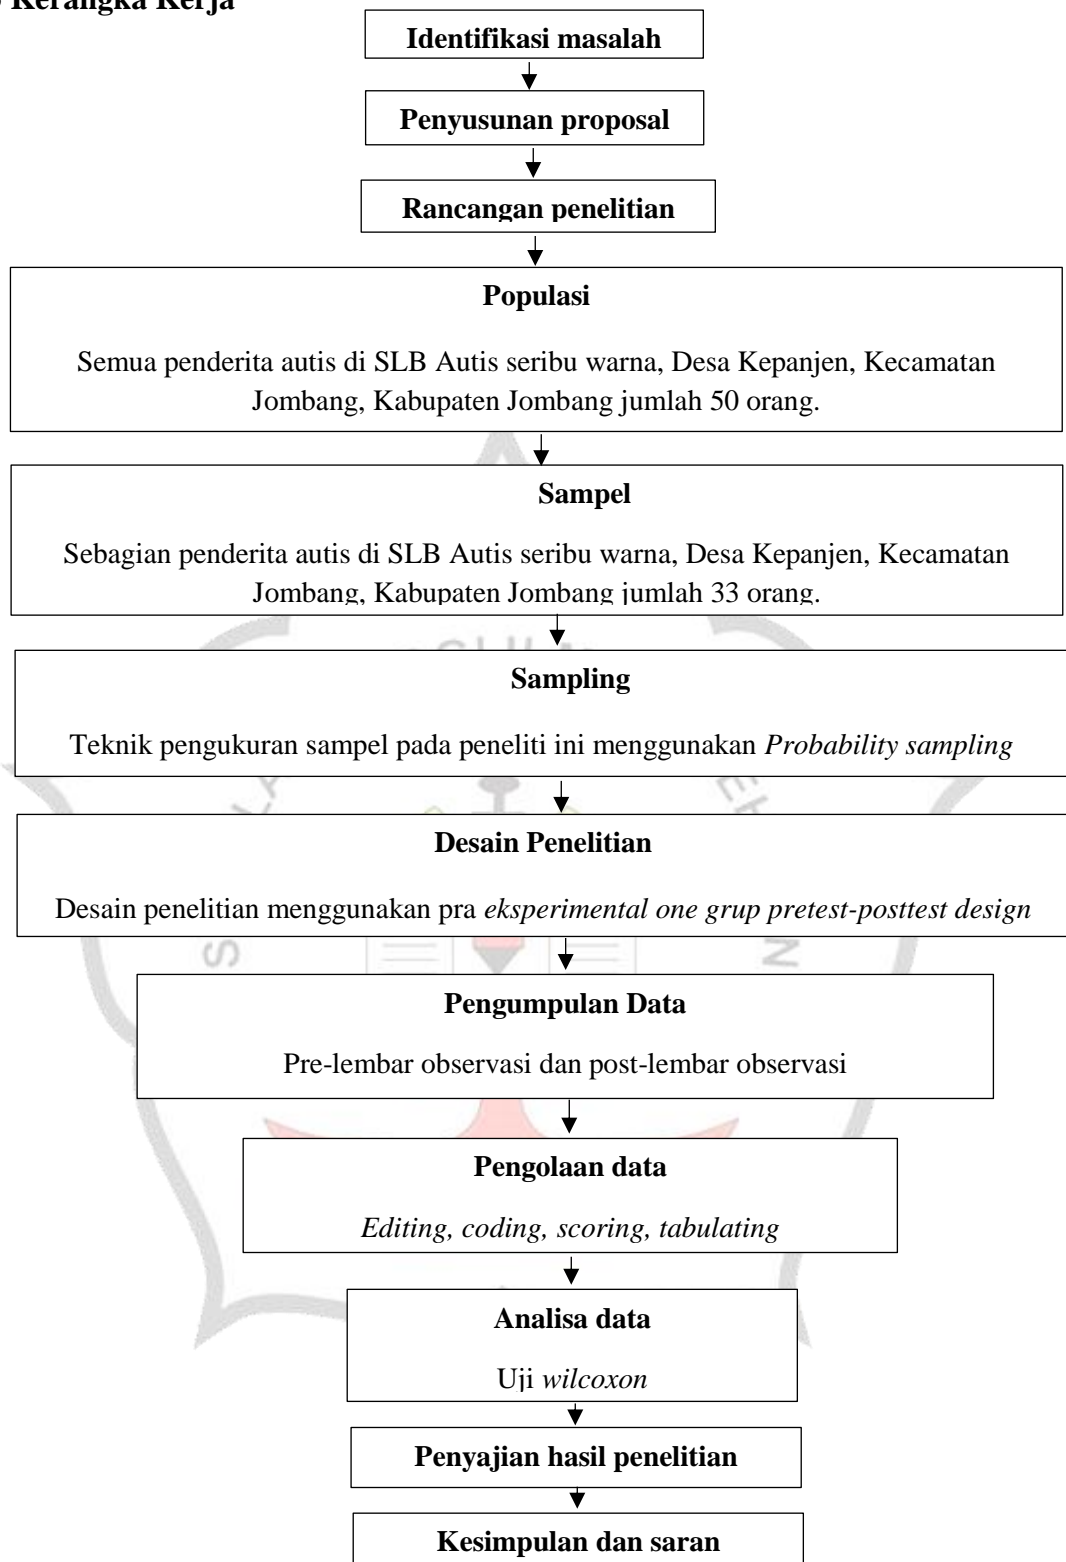 Kerangka Kerja
Identifikasi masalah
Penyusunan proposal
Rancangan penelitian
Populasi
Semua penderita autis di SLB Autis seribu warna, Desa Kepanjen, Kecamatan
Jombang, Kabupaten Jombang jumlah 50 orang.
Sampel
Sebagian penderita autis di SLB Autis seribu warna, Desa Kepanjen, Kecamatan
Jombang, Kabupaten Jombang jumlah 33 orang.
Sampling
Teknik pengukuran sampel pada peneliti ini menggunakan Probability sampling
Desain Penelitian
Desain penelitian menggunakan pra eksperimental one grup pretest-posttest design
Pengumpulan Data
Pre-lembar observasi dan post-lembar observasi
Pengolaan data
Editing, coding, scoring, tabulating
Analisa data
Uji wilcoxon
Penyajian hasil penelitian
Kesimpulan dan saran